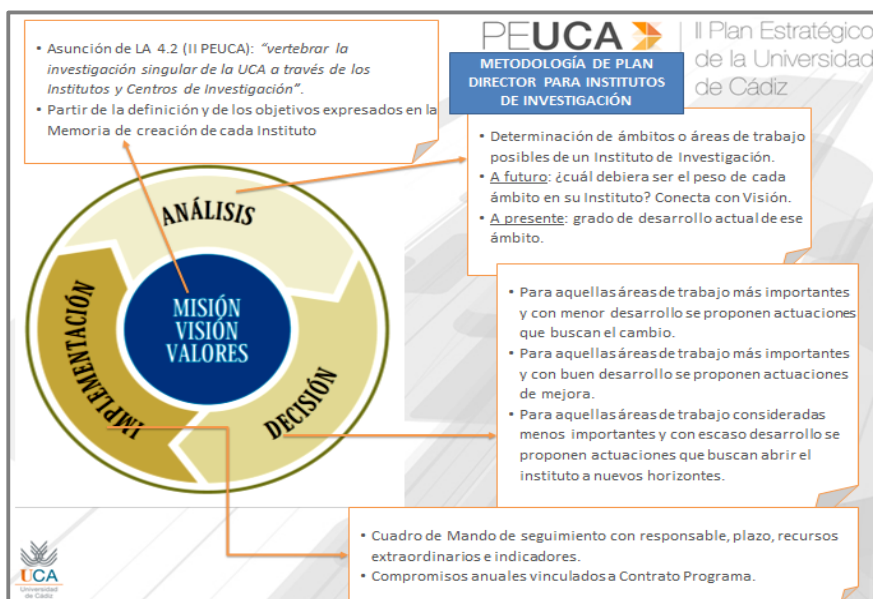 • Asunción de LA 4.2 (II PEUCA): “vertebrar la
investigación singular de la UCA a través de los
Institutos y Centros de Investigación”.
• Partir de la definición y de los objetivos expresados en la
Memoria de creación de cada Instituto
PEUCA
II Plan Estratégico
de la Universidad
de Cádiz
METODOLOGÍA DE PLAN
DIRECTOR PARA INSTITUTOS
DE INVESTIGACIÓN
• Determinación de ámbitos o áreas de trabajo
posibles de un Instituto de Investigación.
• A futuro: ¿cuál debiera ser el peso de cada
ámbito en su Instituto? Conecta con Visión.
• A presente: grado de desarrollo actual de ese
ámbito.
ANÁLISIS
MISIÓN
VISIÓN
VALORES
IMPLEMENTACIÓN
DECISIÓN
• Para aquellas áreas de trabajo más importantes
y con menor desarrollo se proponen actuaciones
que buscan el cambio.
• Para aquellas áreas de trabajo más importantes
y con buen desarrollo se proponen actuaciones
de mejora.
• Para aquellas áreas de trabajo consideradas
menos importantes y con escaso desarrollo se
proponen actuaciones que buscan abrir el
instituto a nuevos horizontes.
• Cuadro de Mando de seguimiento con responsable, plazo, recursos
extraordinarios e indicadores.
• Compromisos anuales vinculados a Contrato Programa.
UCA
Universidad
de Cádiz